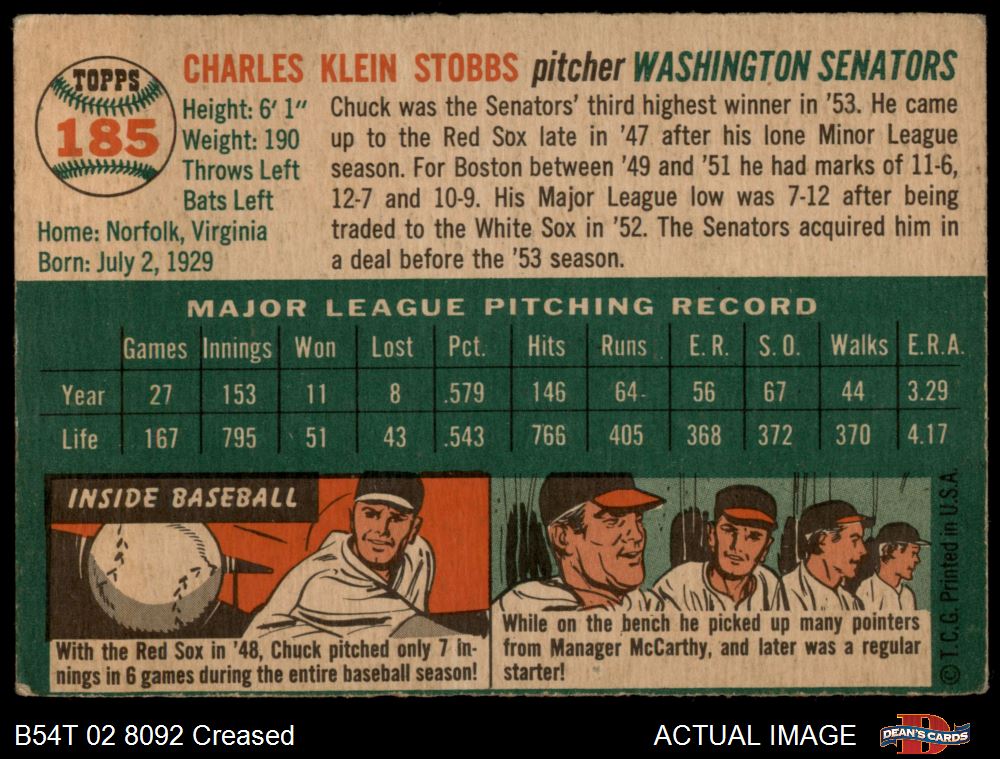 TOPPS
185
CHARLES KLEIN STOBBS pitcher WASHINGTON SENATORS
Height: 6' 1"
Weight: 190
Throws Left
Bats Left
Home: Norfolk, Virginia
Born: July 2, 1929
Chuck was the Senators' third highest winner in '53. He came
up to the Red Sox late in '47 after his lone Minor League
season. For Boston between '49 and '51 he had marks of 11-6,
12-7 and 10-9. His Major League low was 7-12 after being
traded to the White Sox in '52. The Senators acquired him in
a deal before the '53 season.
MAJOR LEAGUE PITCHING RECORD
Games Innings Won Lost Pct. Hits Runs E. R. S. O. Walks E.R.A.
Year 27 153 11 8 .579 146 64 56 67 44 3.29
Life 167 795 51 43 .543 766 405 368 372 370 4.17
INSIDE BASEBALL
With the Red Sox in '48, Chuck pitched only 7 in-
nings in 6 games during the entire baseball season!
While on the bench he picked up many pointers
from Manager McCarthy, and later was a regular
starter!
© T.C.G. Printed in U.S.A.
B54T 02 8092 Creased
ACTUAL IMAGE
DEAN'S CARDS